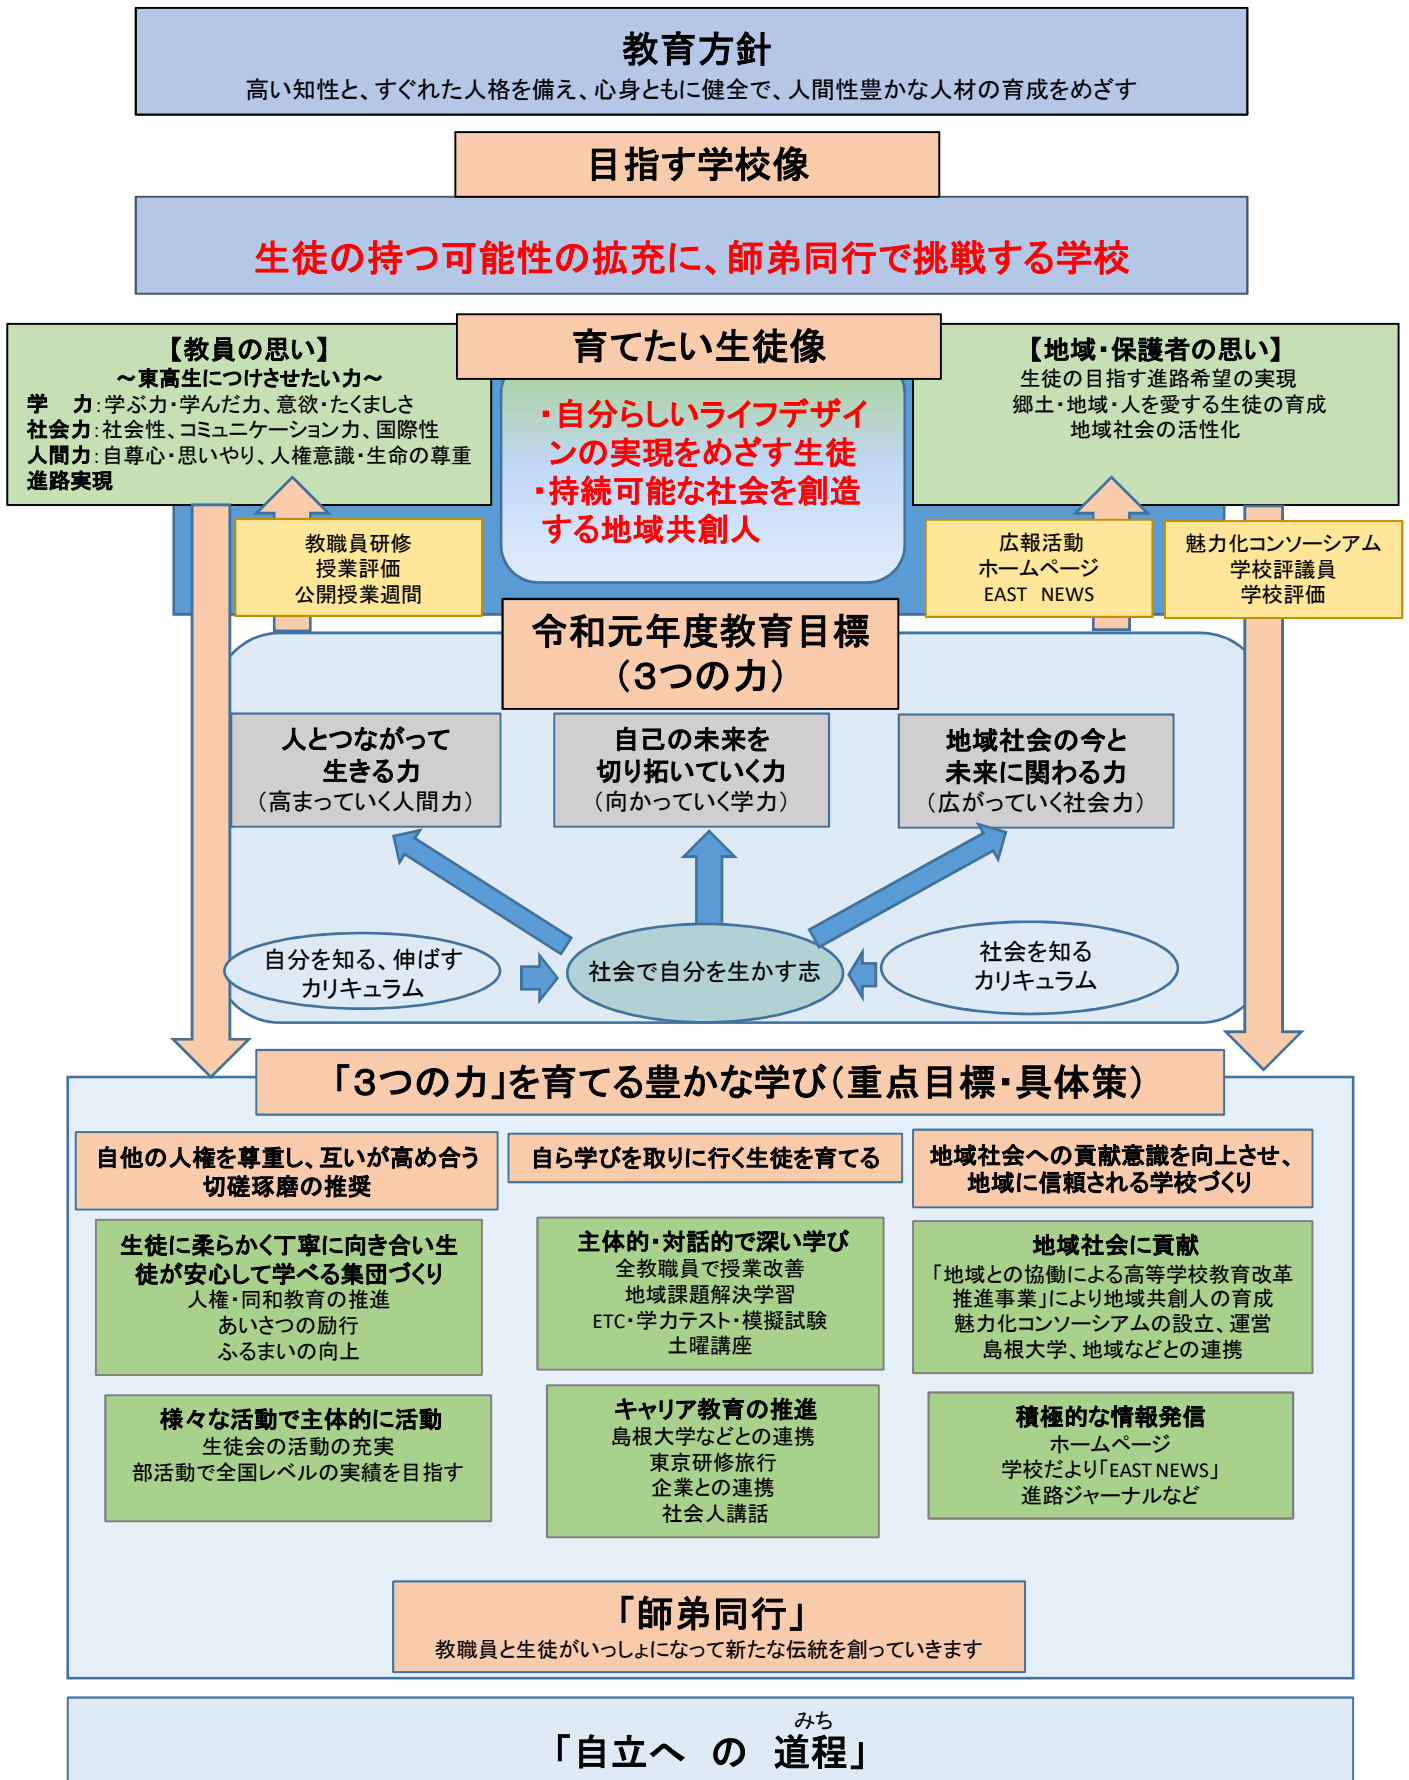 教育方針
高い知性と、すぐれた人格を備え、心身ともに健全で、人間性豊かな人材の育成をめざす
目指す学校像
生徒の持つ可能性の拡充に、師弟同行で挑戦する学校
【教員の思い】
～東高生につけさせたい力～
学　力：学ぶ力・学んだ力、意欲・たくましさ
社会力：社会性、コミュニケーション力、国際性
人間力：自尊心・思いやり、人権意識・生命の尊重
進路実現
育てたい生徒像
・自分らしいライフデザイ
ンの実現をめざす生徒
・持続可能な社会を創造
する地域共創人
【地域・保護者の思い】
生徒の目指す進路希望の実現
郷土・地域・人を愛する生徒の育成
地域社会の活性化
教職員研修
授業評価
公開授業週間
広報活動
ホームページ
EAST　NEWS
魅力化コンソーシアム
学校評議員
学校評価
令和元年度教育目標
（３つの力）
人とつながって
生きる力
（高まっていく人間力）
自己の未来を
切り拓いていく力
（向かっていく学力）
地域社会の今と
未来に関わる力
（広がっていく社会力）
自分を知る、伸ばす
カリキュラム
社会で自分を生かす志
社会を知る
カリキュラム
「３つの力」を育てる豊かな学び（重点目標・具体策）
自他の人権を尊重し、互いが高め合う
切磋琢磨の推奨
生徒に柔らかく丁寧に向き合い生
徒が安心して学べる集団づくり
人権・同和教育の推進
あいさつの励行
ふるまいの向上
様々な活動で主体的に活動
生徒会の活動の充実
部活動で全国レベルの実績を目指す
自ら学びを取りに行く生徒を育てる
主体的・対話的で深い学び
全教職員で授業改善
地域課題解決学習
ETC・学力テスト・模擬試験
土曜講座
キャリア教育の推進
島根大学などとの連携
東京研修旅行
企業との連携
社会人講話
地域社会への貢献意識を向上させ、
地域に信頼される学校づくり
地域社会に貢献
「地域との協働による高等学校教育改革
推進事業」により地域共創人の育成
魅力化コンソーシアムの設立、運営
島根大学、地域などとの連携
積極的な情報発信
ホームページ
学校だより「EAST NEWS」
進路ジャーナルなど
「師弟同行」
教職員と生徒がいっしょになって新たな伝統を創っていきます
みち
「自立へ　の　道程」